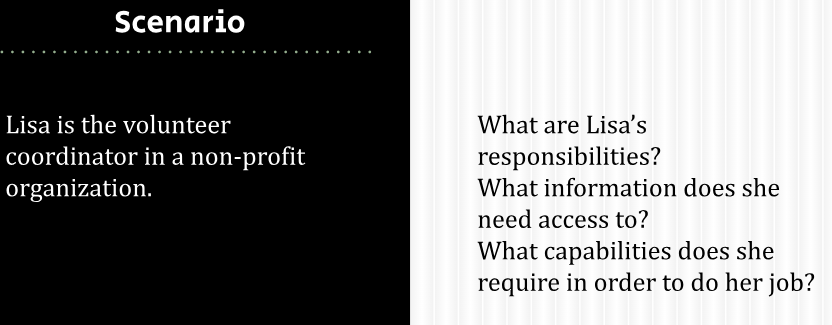 Scenario
Lisa is the volunteer
coordinator in a non-profit
organization.
What are Lisa’s
responsibilities?
What information does she
need access to?
What capabilities does she
require in order to do her job?